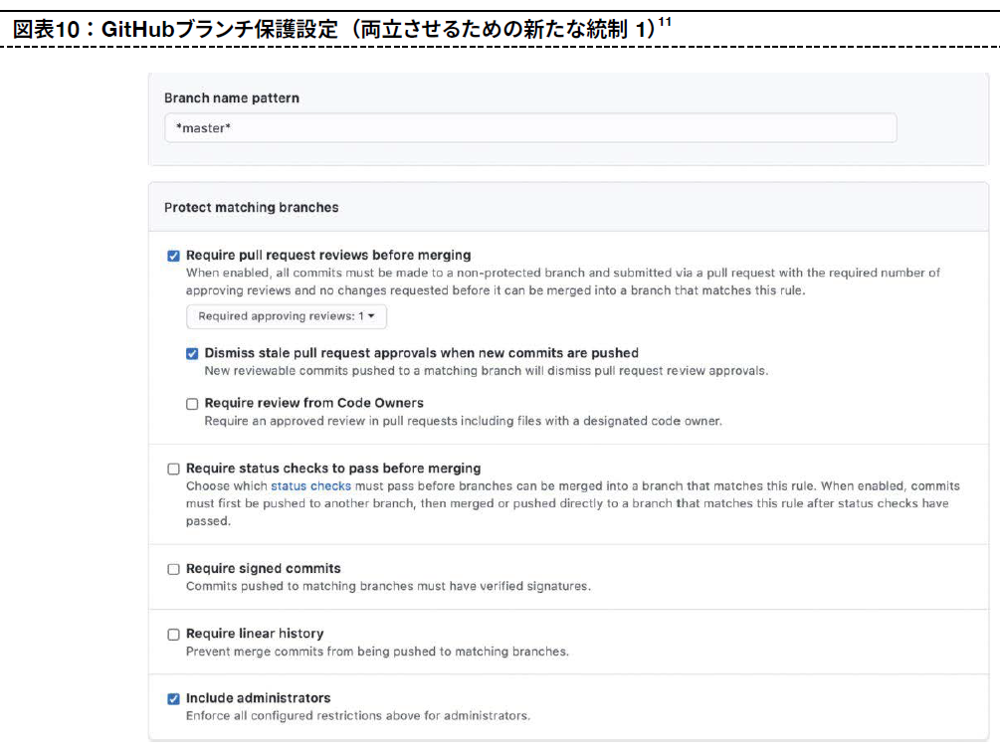 図表10：GitHubブランチ保護設定（両立させるための新たな統制 1）11
Branch name pattern
*master*
Protect matching branches
Require pull request reviews before merging
When enabled, all commits must be made to a non-protected branch and submitted via a pull request with the required number of
approving reviews and no changes requested before it can be merged into a branch that matches this rule.
Required approving reviews: 1
Dismiss stale pull request approvals when new commits are pushed
New reviewable commits pushed to a matching branch will dismiss pull request review approvals.
Require review from Code Owners
Require an approved review in pull requests including files with a designated code owner.
Require status checks to pass before merging
Choose which status checks must pass before branches can be merged into a branch that matches this rule. When enabled, commits
must first be pushed to another branch, then merged or pushed directly to a branch that matches this rule after status checks have
passed.
Require signed commits
Commits pushed to matching branches must have verified signatures.
Require linear history
Prevent merge commits from being pushed to matching branches.
Include administrators
Enforce all configured restrictions above for administrators.